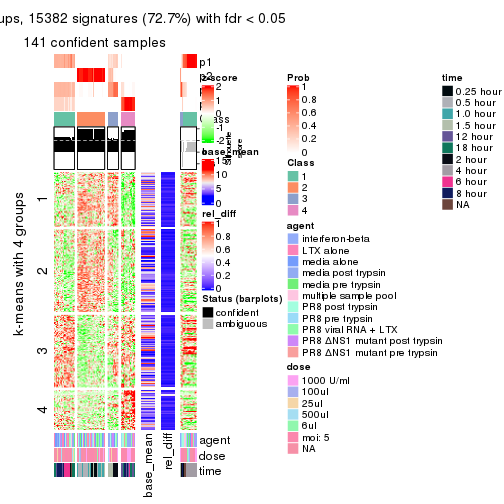 ups, 15382 signatures (72.7%) with fdr < 0.05
141 confident samples
p1
Class
k-means with 4 groups
1
2
3
4
base_mean
rel_diff
agent
dose
time
z-score
2
1
0
-1
-2
base_mean
15
10
5
0
rel_diff
1
0.8
0.6
0.4
0.2
0
Status (barplots)
confident
ambiguous
Silhouette
score
Prob
1
0.8
0.6
0.4
0.2
0
Class
1
2
3
4
agent
interferon-beta
LTX alone
media alone
media post trypsin
media pre trypsin
multiple sample pool
PR8 post trypsin
PR8 pre trypsin
PR8 viral RNA + LTX
PR8 ΔNS1 mutant post trypsin
PR8 ΔNS1 mutant pre trypsin
dose
1000 U/ml
100ul
25ul
500ul
6ul
moi: 5
NA
time
0.25 hour
0.5 hour
1.0 hour
1.5 hour
12 hour
18 hour
2 hour
4 hour
6 hour
8 hour
NA